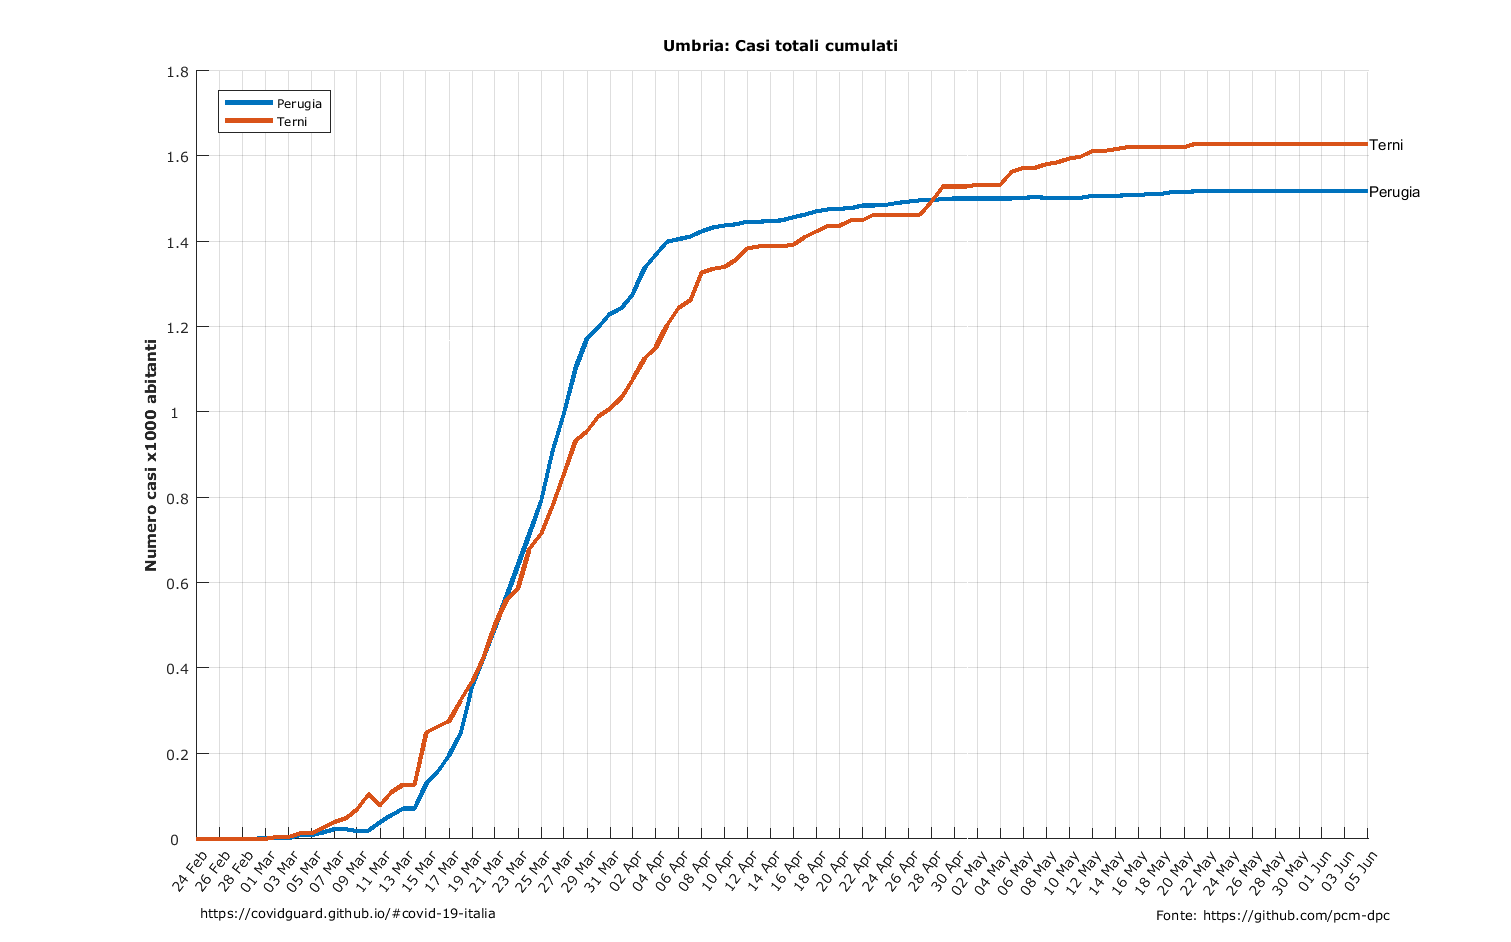 Umbria: Casi totali cumulati
1.8
1.6
1.4
1.2
1
0.8
0.6
0.4
0.2
0
Numero casi x1000 abitanti
Perugia
Terni
Terni
Perugia
24 Feb
26 Feb
28 Feb
01 Mar
03 Mar
05 Mar
07 Mar
09 Mar
11 Mar
13 Mar
15 Mar
17 Mar
19 Mar
21 Mar
23 Mar
25 Mar
27 Mar
29 Mar
31 Mar
02 Apr
04 Apr
06 Apr
08 Apr
10 Apr
12 Apr
14 Apr
16 Apr
18 Apr
20 Apr
22 Apr
24 Apr
26 Apr
28 Apr
30 Apr
02 May
04 May
06 May
08 May
10 May
12 May
14 May
16 May
18 May
20 May
22 May
24 May
26 May
28 May
30 May
01 Jun
03 Jun
05 Jun
https://covidguard.github.io/#covid-19-italia
Fonte: https://github.com/pcm-dpc